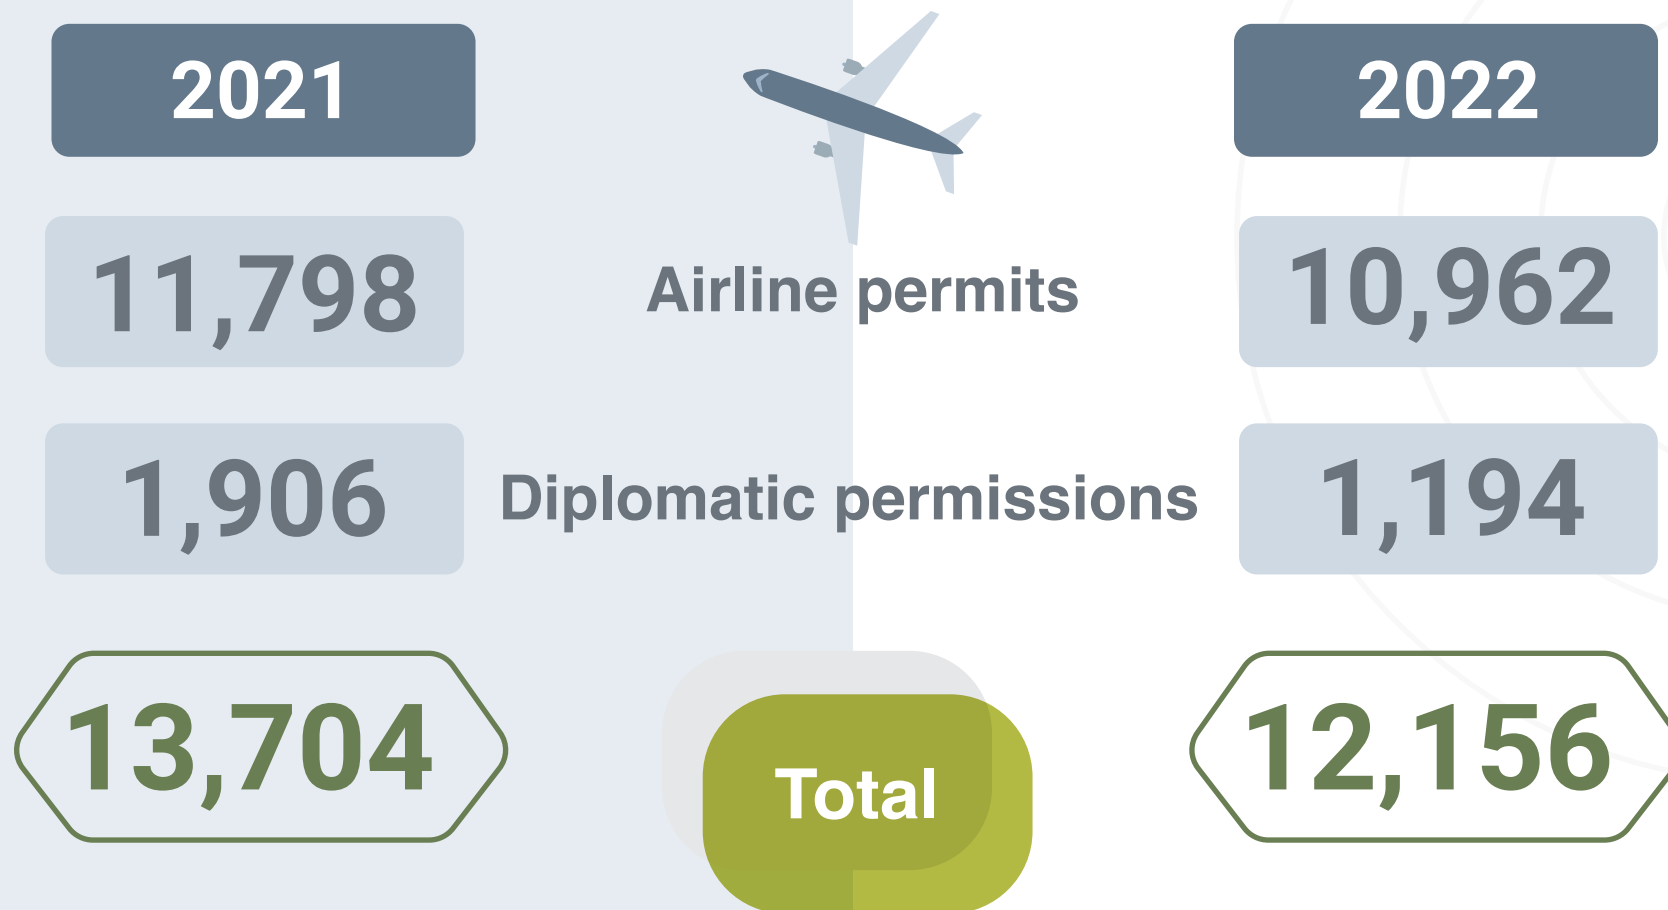 2021
2022
11,798
Airline permits
10,962
1,906
Diplomatic permissions
1,194
13,704
Total
12,156